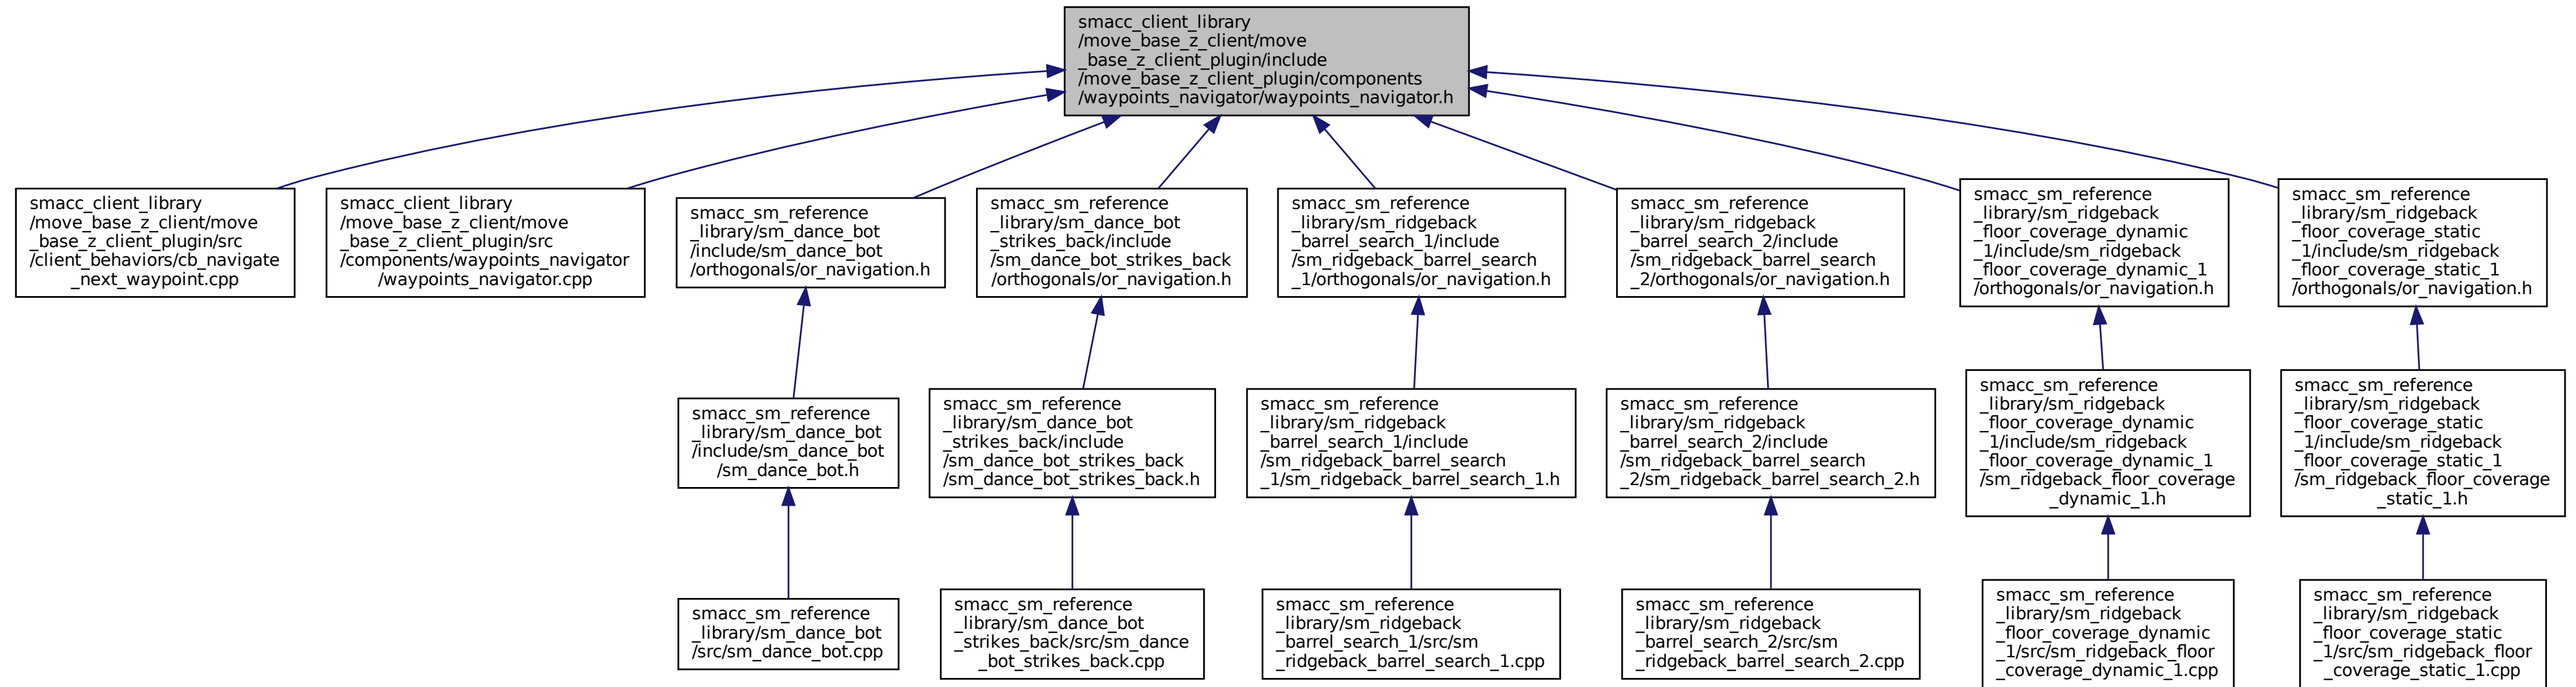 smacc_client_library
/move_base_z_client/move
_base_z_client_plugin/include
/move_base_z_client_plugin/components
/waypoints_navigator/waypoints_navigator.h
smacc_client_library
/move_base_z_client/move
_base_z_client_plugin/src
/client_behaviors/cb_navigate
_next_waypoint.cpp
smacc_client_library
/move_base_z_client/move
_base_z_client_plugin/src
/components/waypoints_navigator
/waypoints_navigator.cpp
smacc_sm_reference
_library/sm_dance_bot
/include/sm_dance_bot
/orthogonals/or_navigation.h
smacc_sm_reference
_library/sm_dance_bot
_strikes_back/include
/sm_dance_bot_strikes_back
/orthogonals/or_navigation.h
smacc_sm_reference
_library/sm_ridgeback
_barrel_search_1/include
/sm_ridgeback_barrel_search
_1/orthogonals/or_navigation.h
smacc_sm_reference
_library/sm_ridgeback
_barrel_search_2/include
/sm_ridgeback_barrel_search
_2/orthogonals/or_navigation.h
smacc_sm_reference
_library/sm_ridgeback
_floor_coverage_dynamic
_1/include/sm_ridgeback
_floor_coverage_dynamic_1
/orthogonals/or_navigation.h
smacc_sm_reference
_library/sm_ridgeback
_floor_coverage_static
_1/include/sm_ridgeback
_floor_coverage_static_1
/orthogonals/or_navigation.h
smacc_sm_reference
_library/sm_dance_bot
/include/sm_dance_bot
/sm_dance_bot.h
smacc_sm_reference
_library/sm_dance_bot
_strikes_back/include
/sm_dance_bot_strikes_back
/sm_dance_bot_strikes_back.h
smacc_sm_reference
_library/sm_ridgeback
_barrel_search_1/include
/sm_ridgeback_barrel_search
_1/sm_ridgeback_barrel_search_1.h
smacc_sm_reference
_library/sm_ridgeback
_barrel_search_2/include
/sm_ridgeback_barrel_search
_2/sm_ridgeback_barrel_search_2.h
smacc_sm_reference
_library/sm_ridgeback
_floor_coverage_dynamic
_1/include/sm_ridgeback
_floor_coverage_dynamic_1
/sm_ridgeback_floor_coverage
_dynamic_1.h
smacc_sm_reference
_library/sm_ridgeback
_floor_coverage_static
_1/include/sm_ridgeback
_floor_coverage_static_1
/sm_ridgeback_floor_coverage
_static_1.h
smacc_sm_reference
_library/sm_dance_bot
/src/sm_dance_bot.cpp
smacc_sm_reference
_library/sm_dance_bot
_strikes_back/src/sm_dance
_bot_strikes_back.cpp
smacc_sm_reference
_library/sm_ridgeback
_barrel_search_1/src/sm
_ridgeback_barrel_search_1.cpp
smacc_sm_reference
_library/sm_ridgeback
_barrel_search_2/src/sm
_ridgeback_barrel_search_2.cpp
smacc_sm_reference
_library/sm_ridgeback
_floor_coverage_dynamic
_1/src/sm_ridgeback_floor
_coverage_dynamic_1.cpp
smacc_sm_reference
_library/sm_ridgeback
_floor_coverage_static
_1/src/sm_ridgeback_floor
_coverage_static_1.cpp